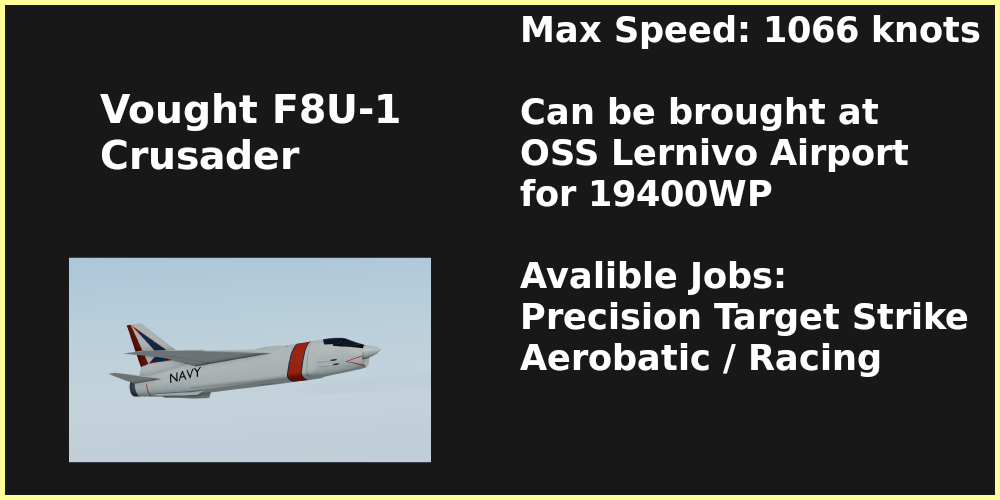 Vought F8U-1
Crusader
NAVY
Max Speed: 1066 knots
Can be brought at
OSS Lernivo Airport
for 19400WP
Avalible Jobs:
Precision Target Strike
Aerobatic / Racing